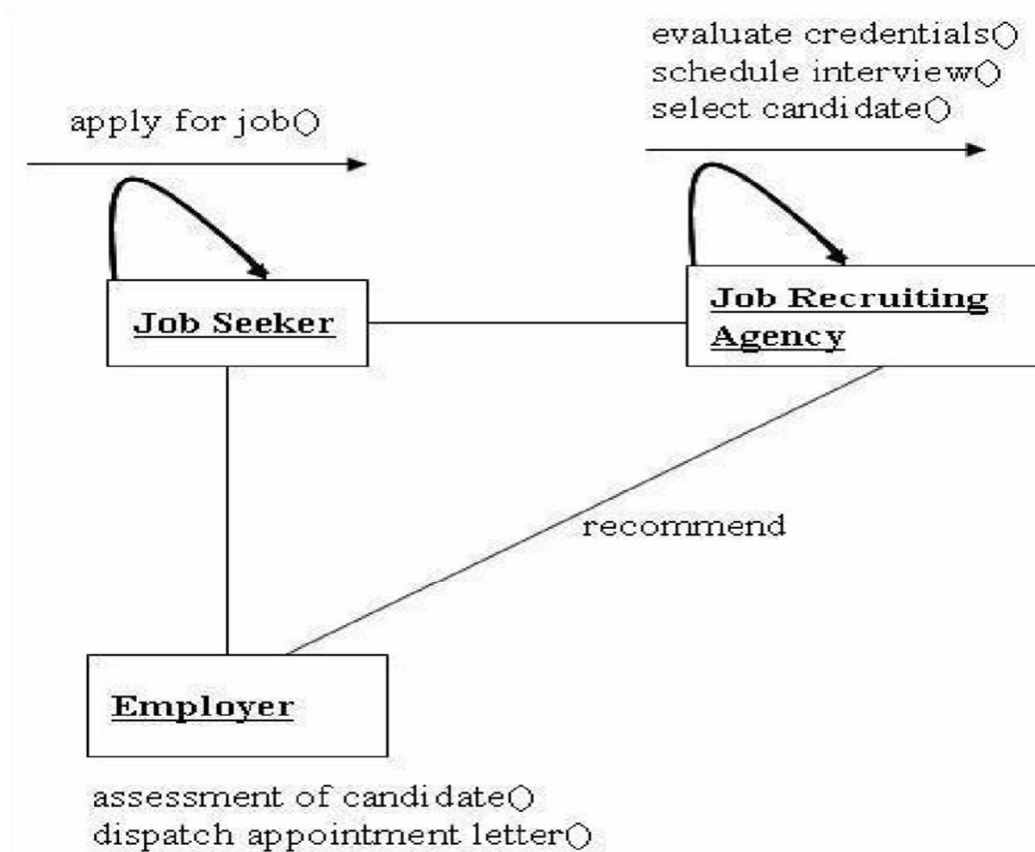 evaluate credentials()
schedule interview()
select candidate()
apply for job()
Job Seeker
Job Recruiting
Agency
recommend
Employer
assessment of candidate()
dispatch appointment letter()